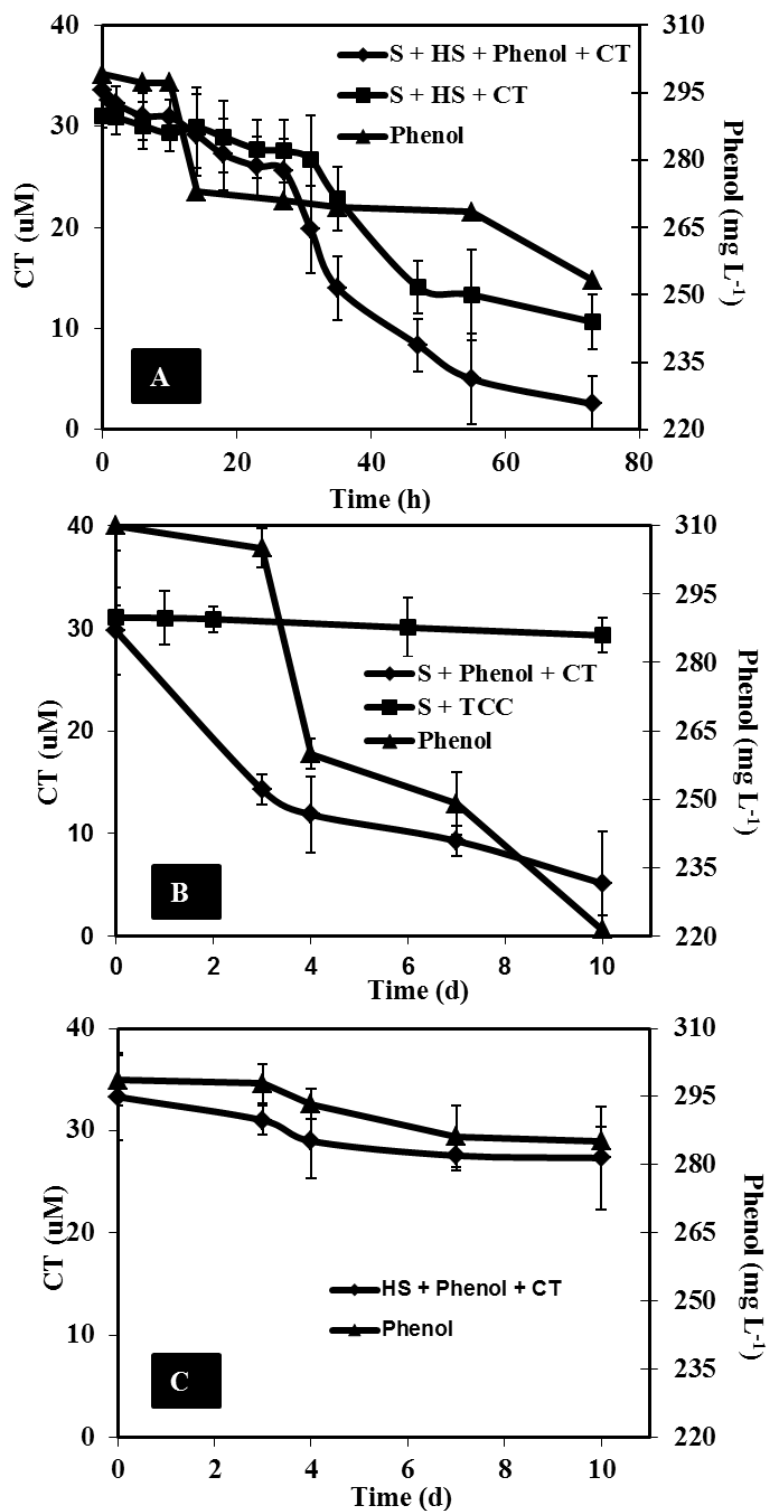 40
30
20
10
0
CT (uM)
S + HS + Phenol + CT
S + HS + CT
Phenol
A
310
295
280
265
250
235
220
Phenol (mg L-1)
0 20 40 60 80
Time (h)
40
30
20
10
0
CT (uM)
S + Phenol + CT
S + TCC
Phenol
B
310
295
280
265
250
235
220
Phenol (mg L-1)
0 2 4 6 8 10
Time (d)
40
30
20
10
0
CT (uM)
HS + Phenol + CT
Phenol
C
310
295
280
265
250
235
220
Phenol (mg L-1)
0 2 4 6 8 10
Time (d)